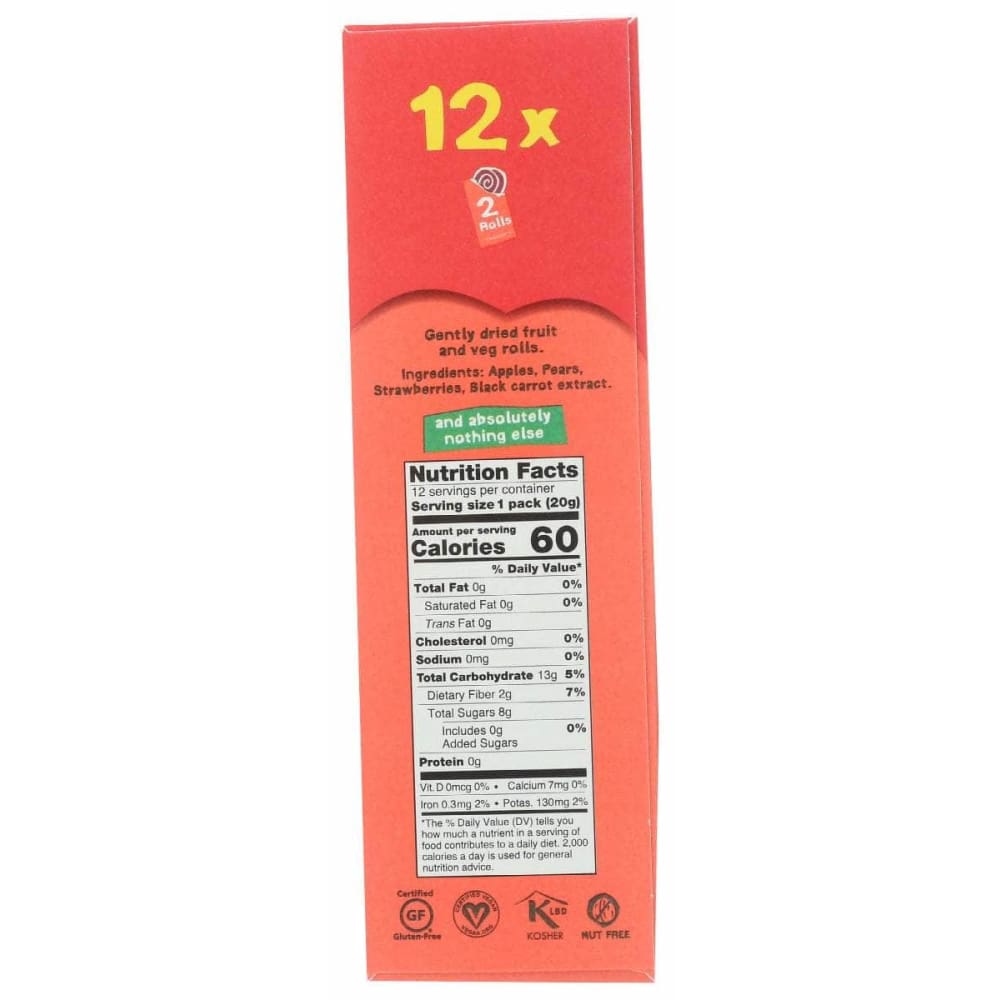 12x
2
Rolls
Gently dried fruit
and veg rolls.
Ingredients: Apples, Pears,
Strawberries, Black carrot extract.
and absolutely
nothing else
Nutrition Facts
12 servings per container
Serving size 1 pack (20g)
Amount per serving
Calories 60
% Daily Value*
Total Fat 0g 0%
Saturated Fat 0g 0%
Trans Fat 0g
Cholesterol 0mg 0%
Sodium 0mg 0%
Total Carbohydrate 13g 5%
Dietary Fiber 2g 7%
Total Sugars 8g
Includes 0g 0%
Added Sugars
Protein 0g
Vit. D 0mcg 0% • Calcium 7mg 0%
Iron 0.3mg 2% • Potas. 130mg 2%
*The % Daily Value (DV) tells you
how much a nutrient in a serving of
food contributes to a daily diet. 2,000
calories a day is used for general
nutrition advice.
Certified
GF
Gluten-Free
CERTIFIED VEGAN
VEGAN.ORG
K LBD
KOSHER
NUT FREE